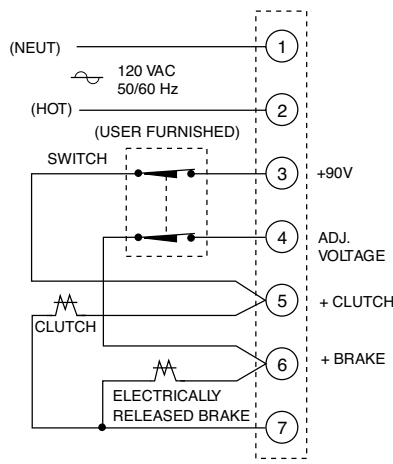 (NEUT)
1
120 VAC
50/60 Hz
(HOT)
2
(USER FURNISHED)
SWITCH
3
+90V
4
ADJ.
VOLTAGE
5
+ CLUTCH
CLUTCH
6
+ BRAKE
ELECTRICALLY
RELEASED BRAKE
7